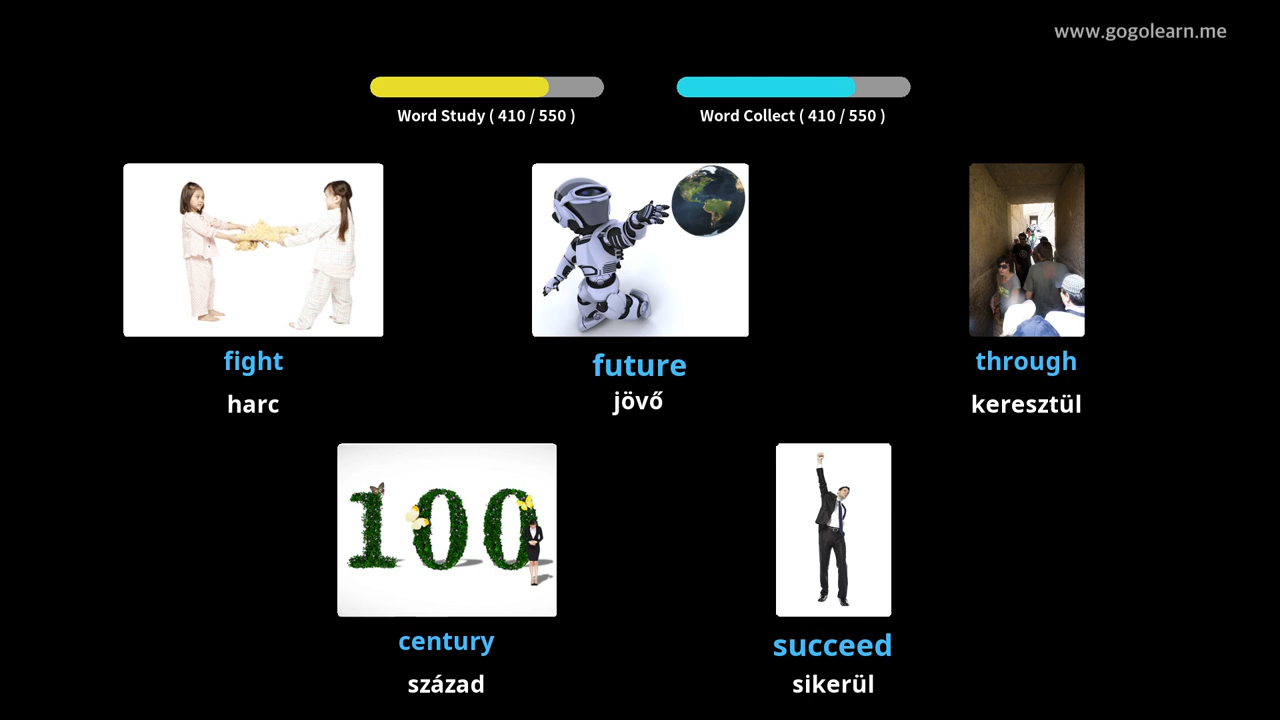 www.gogolearn.me
Word Study ( 410 / 550 )
Word Collect ( 410 / 550 )
fight
harc
future
jövő
through
keresztül
100
century
század
succeed
sikerül